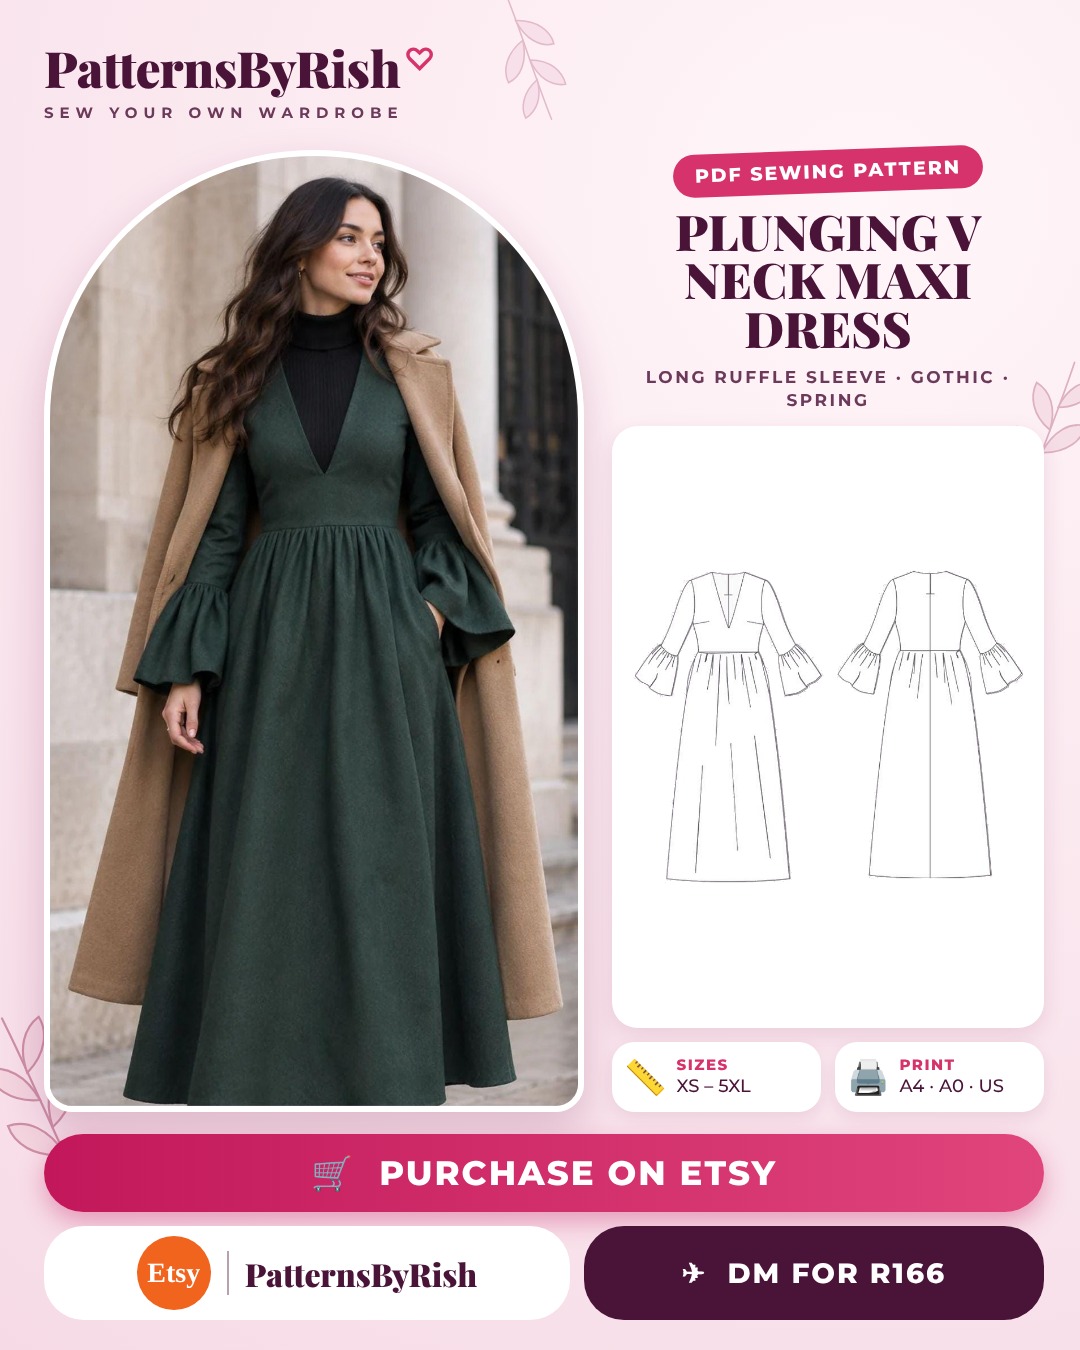 PatternsByRish
SEW YOUR OWN WARDROBE
PDF SEWING PATTERN
PLUNGING V
NECK MAXI
DRESS
LONG RUFFLE SLEEVE · GOTHIC ·
SPRING
SIZES
XS – 5XL
PRINT
A4 · A0 · US
PURCHASE ON ETSY
Etsy
PatternsByRish
DM FOR R166